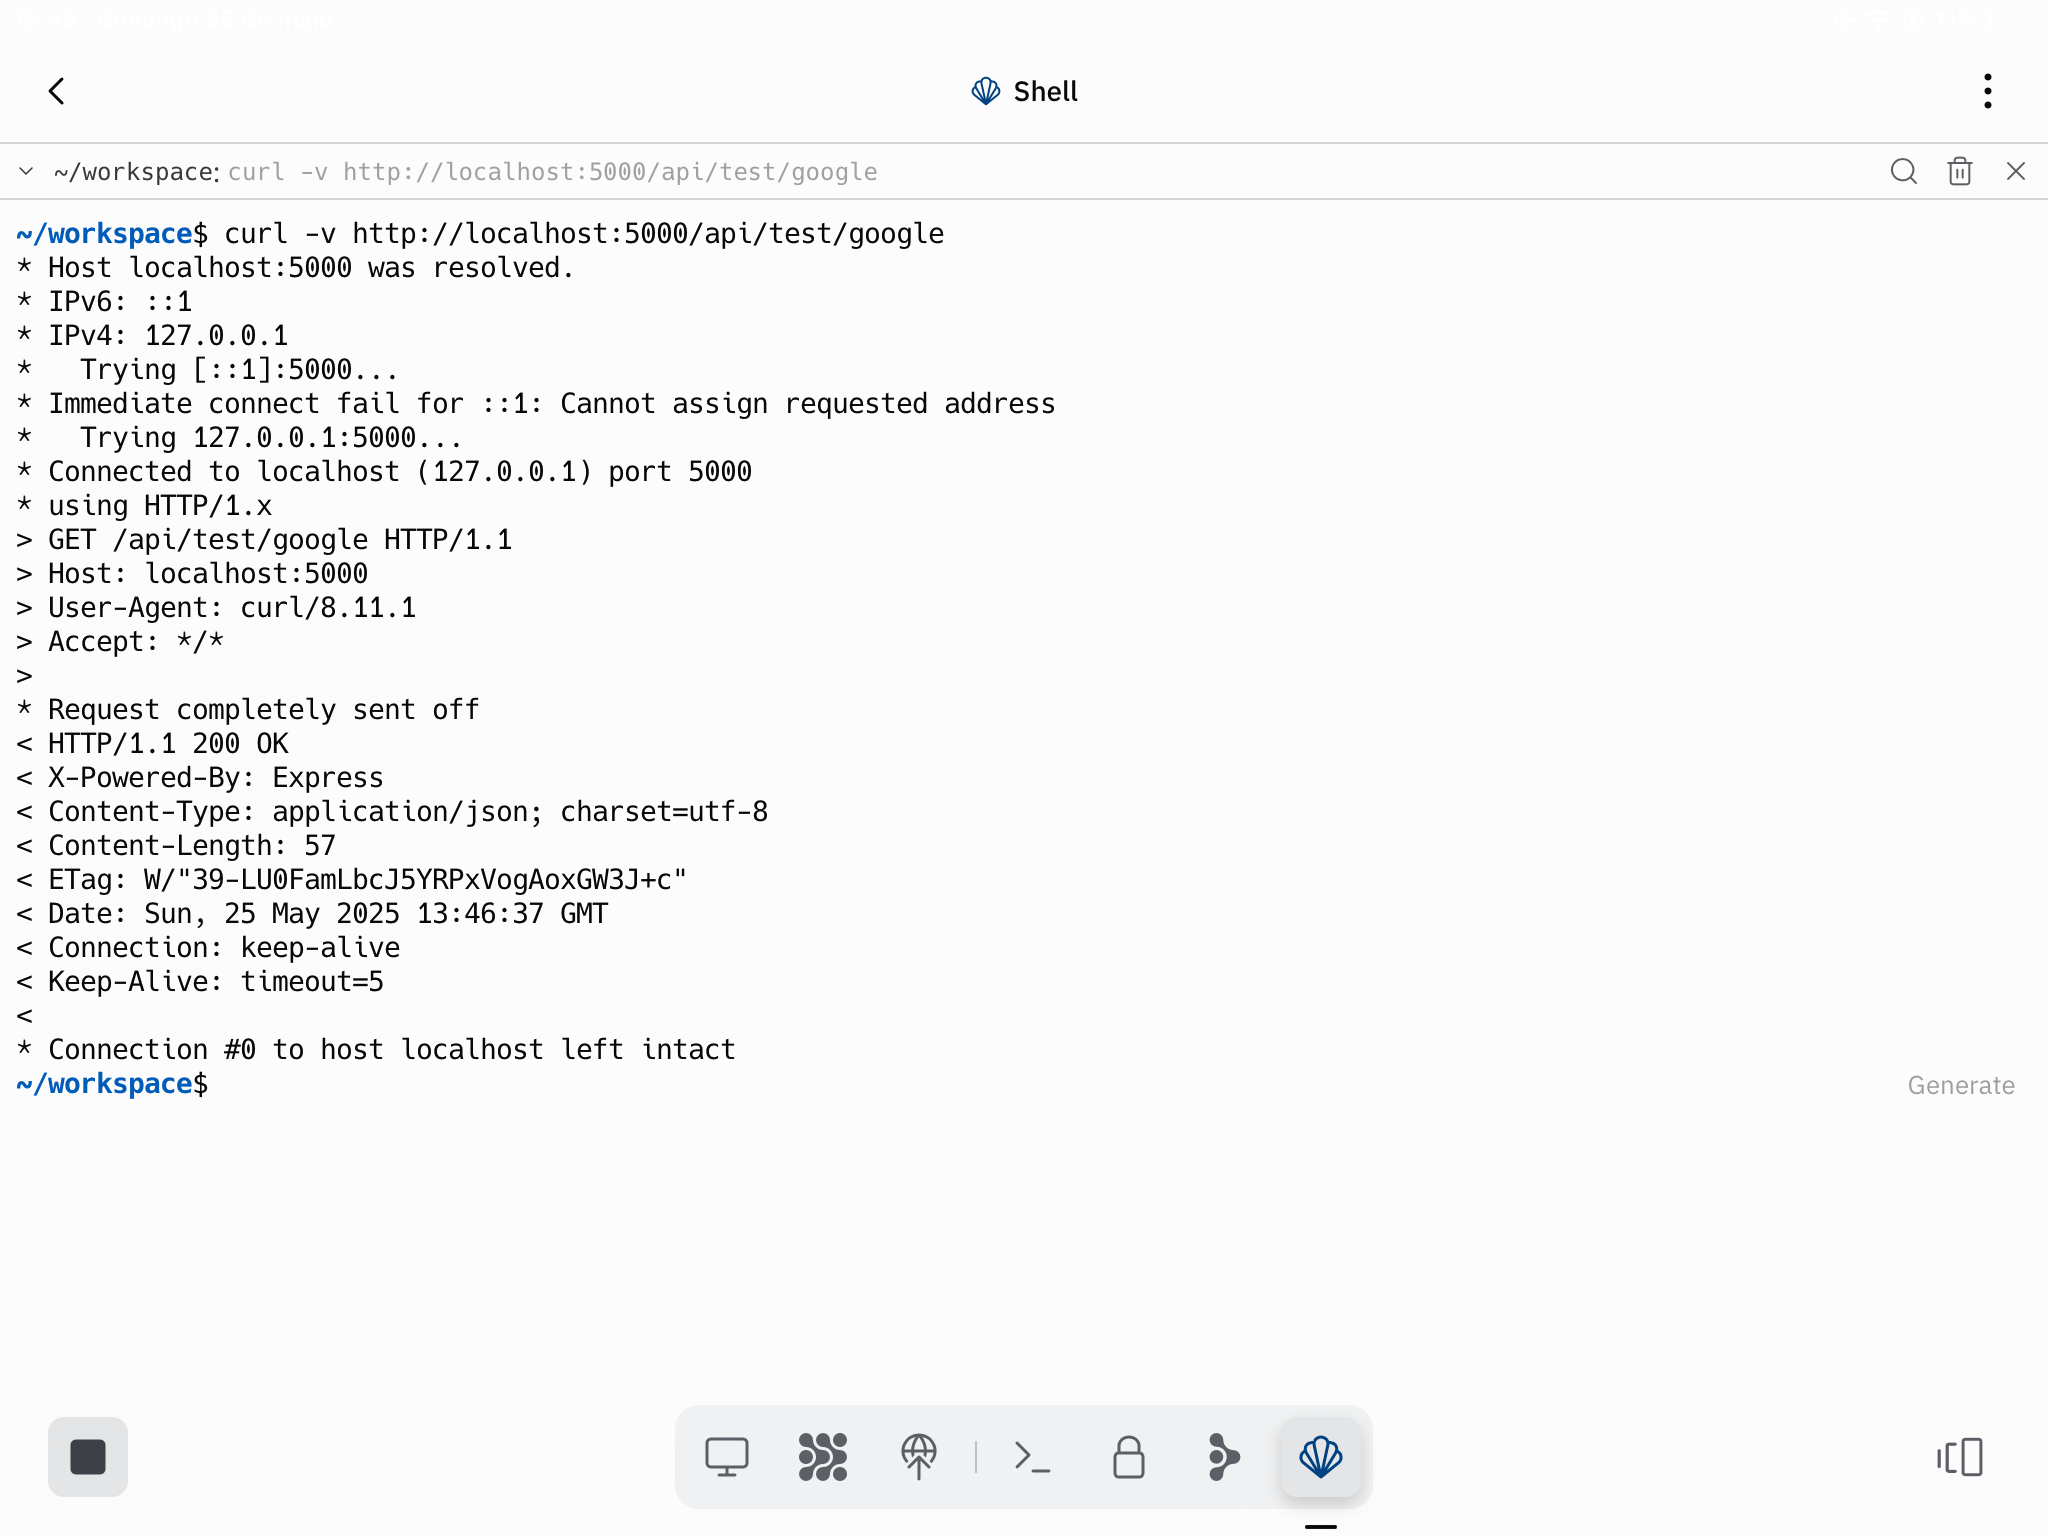 domingo 25 de maio
Shell
~/workspace: curl -v http://localhost:5000/api/test/google
~/workspace$ curl -v http://localhost:5000/api/test/google
* Host localhost:5000 was resolved.
* IPv6: ::1
* IPv4: 127.0.0.1
*   Trying [::1]:5000...
* Immediate connect fail for ::1: Cannot assign requested address
*   Trying 127.0.0.1:5000...
* Connected to localhost (127.0.0.1) port 5000
* using HTTP/1.x
> GET /api/test/google HTTP/1.1
> Host: localhost:5000
> User-Agent: curl/8.11.1
> Accept: */*
>
* Request completely sent off
< HTTP/1.1 200 OK
< X-Powered-By: Express
< Content-Type: application/json; charset=utf-8
< Content-Length: 57
< ETag: W/"39-LU0FamLbcJ5YRPxVogAoxGW3J+c"
< Date: Sun, 25 May 2025 13:46:37 GMT
< Connection: keep-alive
< Keep-Alive: timeout=5
<
* Connection #0 to host localhost left intact
~/workspace$
Generate